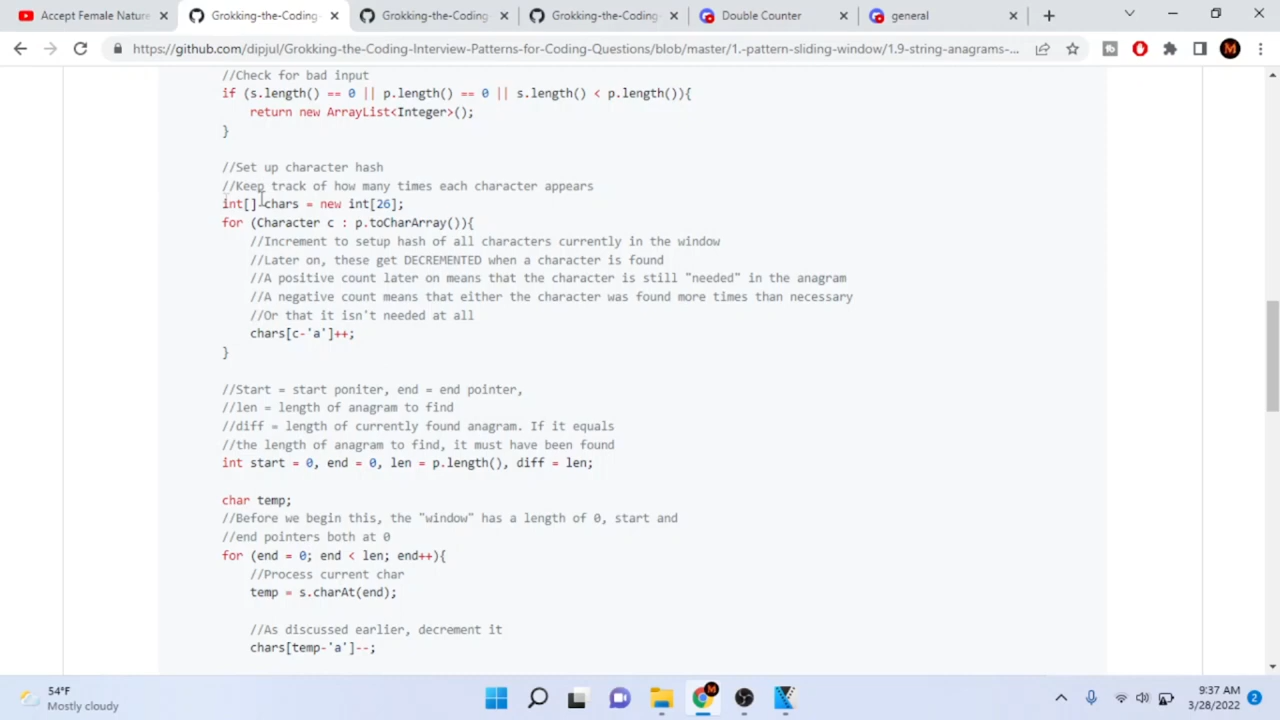 Accept Female Nature
Grokking-the-Coding-
Grokking-the-Coding-
Grokking-the-Coding-
Double Counter
general
https://github.com/dipjul/Grokking-the-Coding-Interview-Patterns-for-Coding-Questions/blob/master/1.-pattern-sliding-window/1.9-string-anagrams-...
M
//Check for bad input
if (s.length() == 0 || p.length() == 0 || s.length() < p.length()){
return new ArrayList<Integer>();
}
//Set up character hash
//Keep track of how many times each character appears
int[] chars = new int[26];
for (Character c : p.toCharArray()){
//Increment to setup hash of all characters currently in the window
//Later on, these get DECREMENTED when a character is found
//A positive count later on means that the character is still "needed" in the anagram
//A negative count means that either the character was found more times than necessary
//Or that it isn't needed at all
chars[c-'a']++;
}
//Start = start poniter, end = end pointer,
//len = length of anagram to find
//diff = length of currently found anagram. If it equals
//the length of anagram to find, it must have been found
int start = 0, end = 0, len = p.length(), diff = len;
char temp;
//Before we begin this, the "window" has a length of 0, start and
//end pointers both at 0
for (end = 0; end < len; end++){
//Process current char
temp = s.charAt(end);
//As discussed earlier, decrement it
chars[temp-'a']--;
54°F
Mostly cloudy
M
9:37 AM
3/28/2022
2